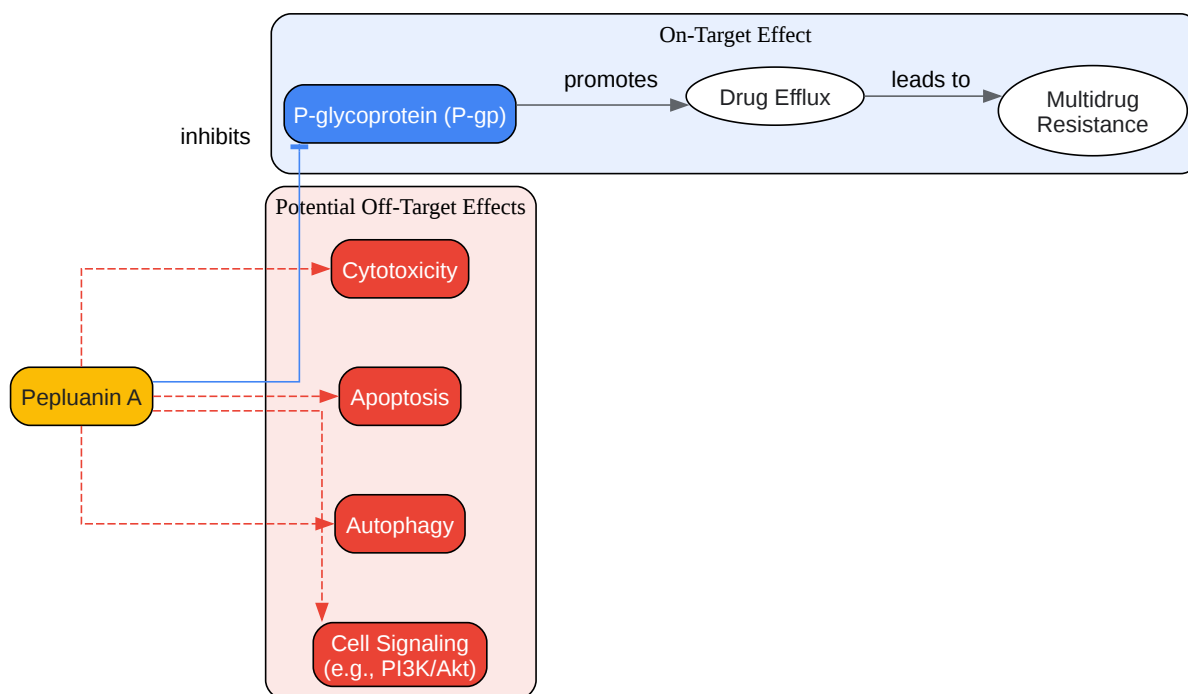 On-Target Effect
promotes
leads to
P-glycoprotein (P-gp)
Drug Efflux
Multidrug
Resistance
inhibits
Potential Off-Target Effects
Cytotoxicity
Pepluanin A
Apoptosis
Autophagy
Cell Signaling
(e.g., PI3K/Akt)